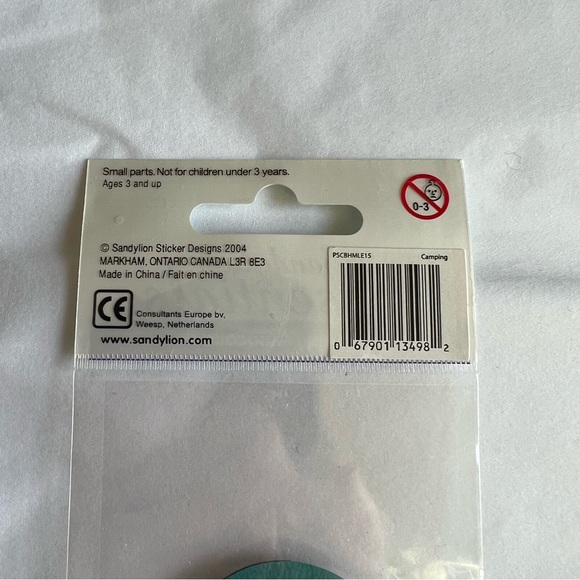 Small parts. Not for children under 3 years.
Ages 3 and up
0-3
© Sandylion Sticker Designs 2004
MARKHAM, ONTARIO CANADA L3R 8E3
Made in China / Fait en chine
CE
Consultants Europe bv,
Weesp, Netherlands
www.sandylion.com
PSCBHMLE15 Camping
0 67901 13498 2